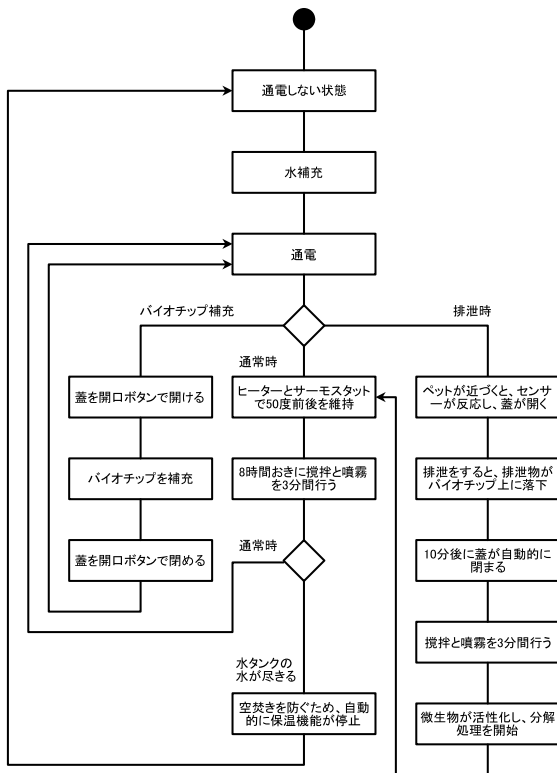 通電しない状態
水補充
通電
バイオチップ補充
排泄時
通常時
蓋を開口ボタンで開ける
ヒーターとサーモスタット
で50度前後を維持
ペットが近づくと、センサ
ーが反応し、蓋が開く
バイオチップを補充
8時間おきに撹拌と噴霧
を3分間行う
排泄をすると、排泄物が
バイオチップ上に落下
蓋を開口ボタンで閉める
通常時
10分後に蓋が自動的に
閉まる
撹拌と噴霧を3分間行う
水タンクの
水が尽きる
空焚きを防ぐため、自動
的に保温機能が停止
微生物が活性化し、分解
処理を開始